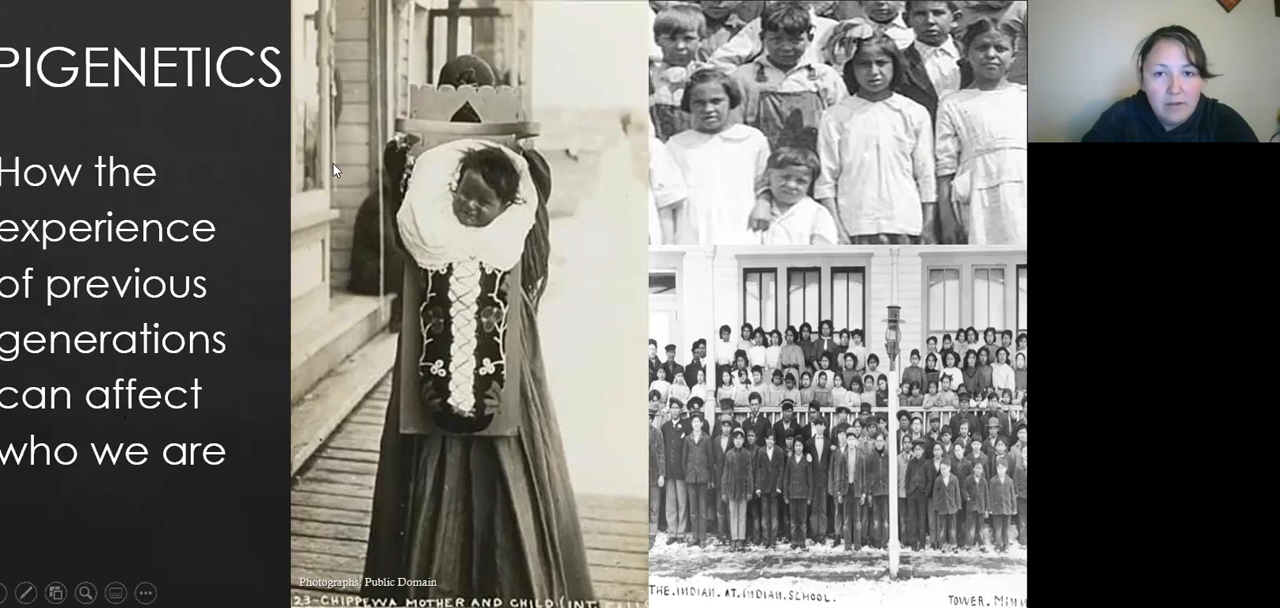 PIGENETICS
How the
experience
of previous
generations
can affect
who we are
Photographs: Public Domain
23-CHIPPEWA MOTHER AND CHILD (INT.
THE.INDIAN.AT.INDIAN.SCHOOL.
TOWER. MINN